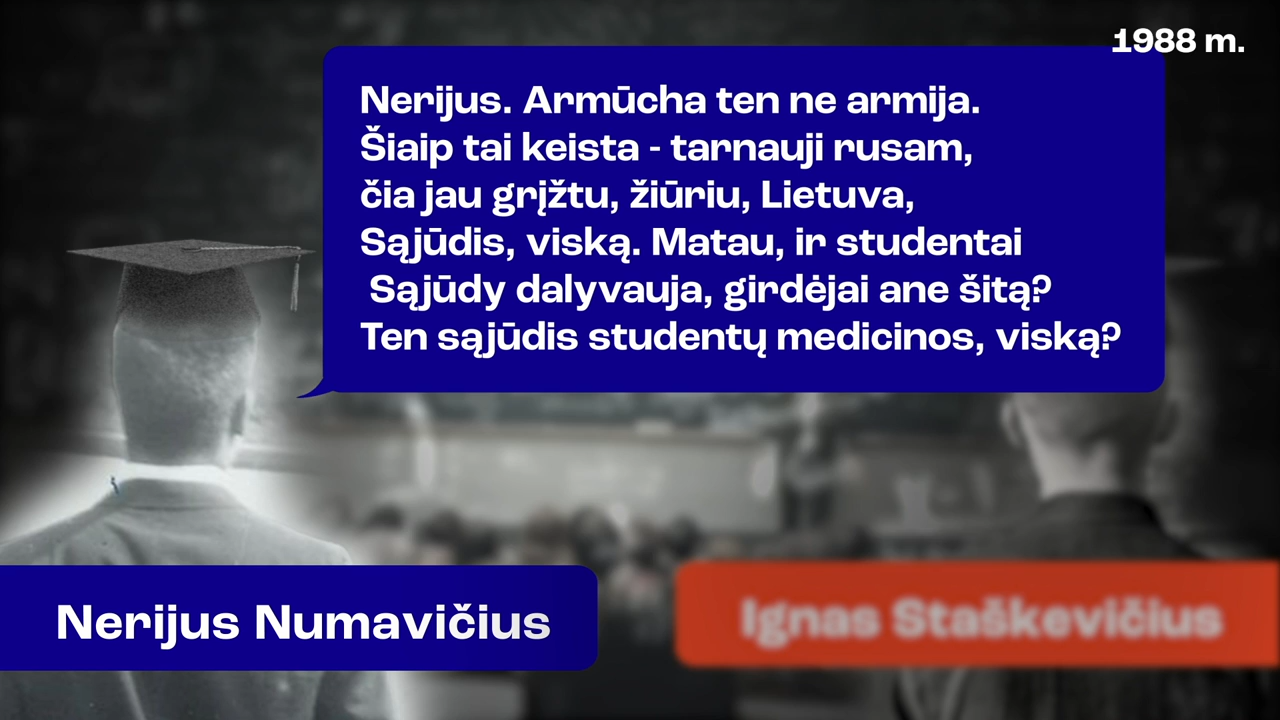 1988 m.
Nerijus. Armūcha ten ne armija.
Šiaip tai keista - tarnauji rusam,
čia jau grįžtu, žiūriu, Lietuva,
Sąjūdis, viską. Matau, ir studentai
Sąjūdy dalyvauja, girdėjai ane šitą?
Ten sąjūdis studentų medicinos, viską?
Nerijus Numavičius
Ignas Staškevičius